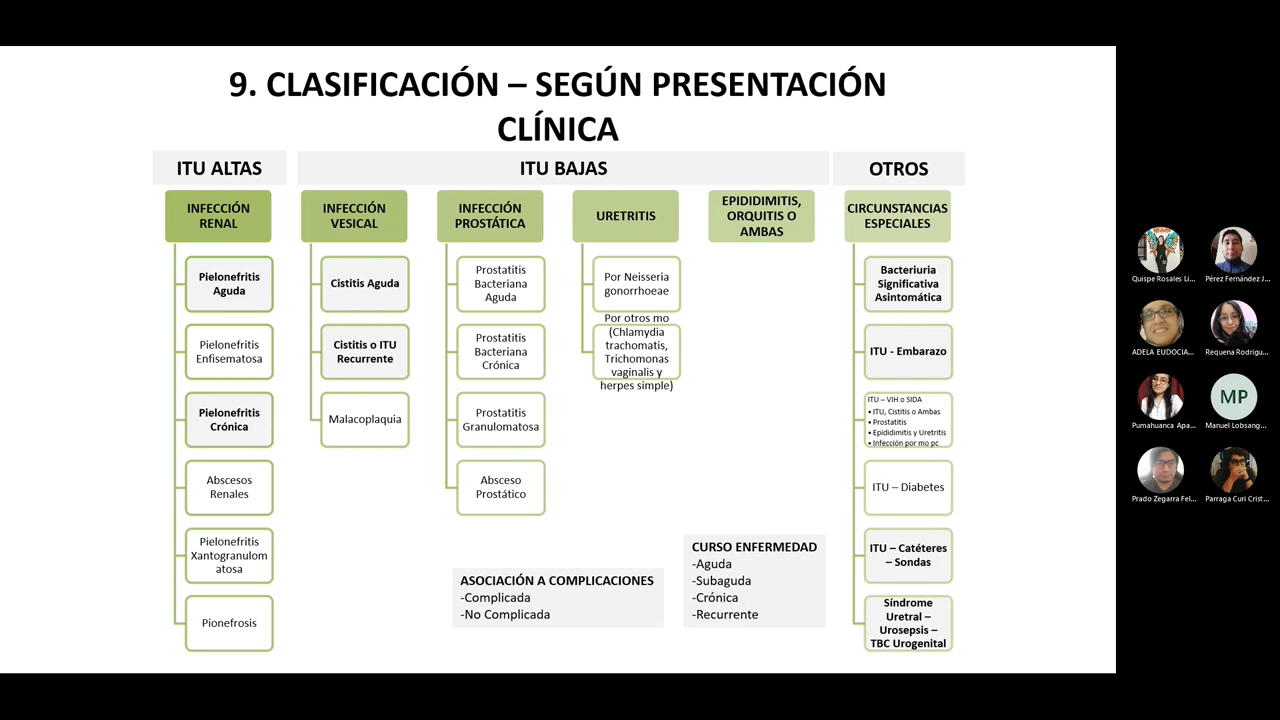 9. CLASIFICACIÓN – SEGÚN PRESENTACIÓN
CLÍNICA
ITU ALTAS
ITU BAJAS
OTROS
INFECCIÓN
RENAL
Pielonefritis
Aguda
Pielonefritis
Enfisematosa
Pielonefritis
Crónica
Abscesos
Renales
Pielonefritis
Xantogranulom
atosa
Pionefrosis
INFECCIÓN
VESICAL
Cistitis Aguda
Cistitis o ITU
Recurrente
Malacoplaquia
INFECCIÓN
PROSTÁTICA
Prostatitis
Bacteriana
Aguda
Prostatitis
Bacteriana
Crónica
Prostatitis
Granulomatosa
Absceso
Prostático
URETRITIS
Por Neisseria
gonorrhoeae
Por otros mo
(Chlamydia
trachomatis,
Trichomonas
vaginalis y
herpes simple)
EPIDIDIMITIS,
ORQUITIS O
AMBAS
CIRCUNSTANCIAS
ESPECIALES
Bacteriuria
Significativa
Asintomática
ITU - Embarazo
ITU – VIH o SIDA
• ITU, Cistitis o Ambas
• Prostatitis
• Epididimitis y Uretritis
• Infección por mo pc
ITU – Diabetes
ITU – Catéteres
– Sondas
Síndrome
Uretral –
Urosepsis –
TBC Urogenital
ASOCIACIÓN A COMPLICACIONES
-Complicada
-No Complicada
CURSO ENFERMEDAD
-Aguda
-Subaguda
-Crónica
-Recurrente
Quispe Rosales Li...
Pérez Fernández J...
ADELA EUDOCIA...
Requena Rodrigu...
Pumahuanca Apa...
MP
Manuel Lobsang...
Prado Zegarra Fel...
Parraga Curi Crist...